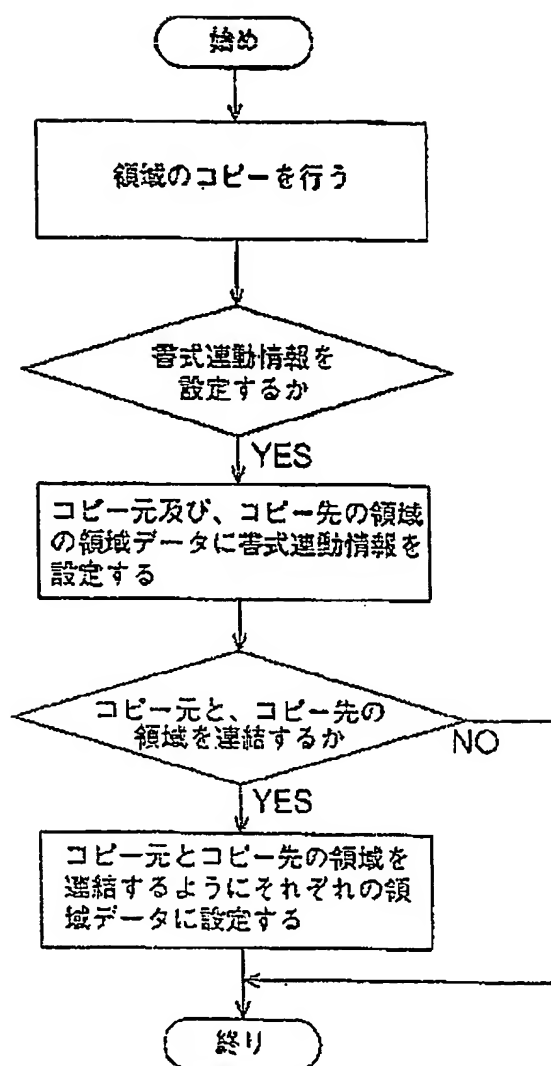 始め
領域のコピーを行う
書式連動情報を
設定するか
YES
コピー元及び、コピー先の領域
の領域データに書式連動情報を
設定する
コピー元と、コピー先の
領域を連結するか
NO
YES
コピー元とコピー先の領域を
連結するようにそれぞれの領
域データに設定する
終り